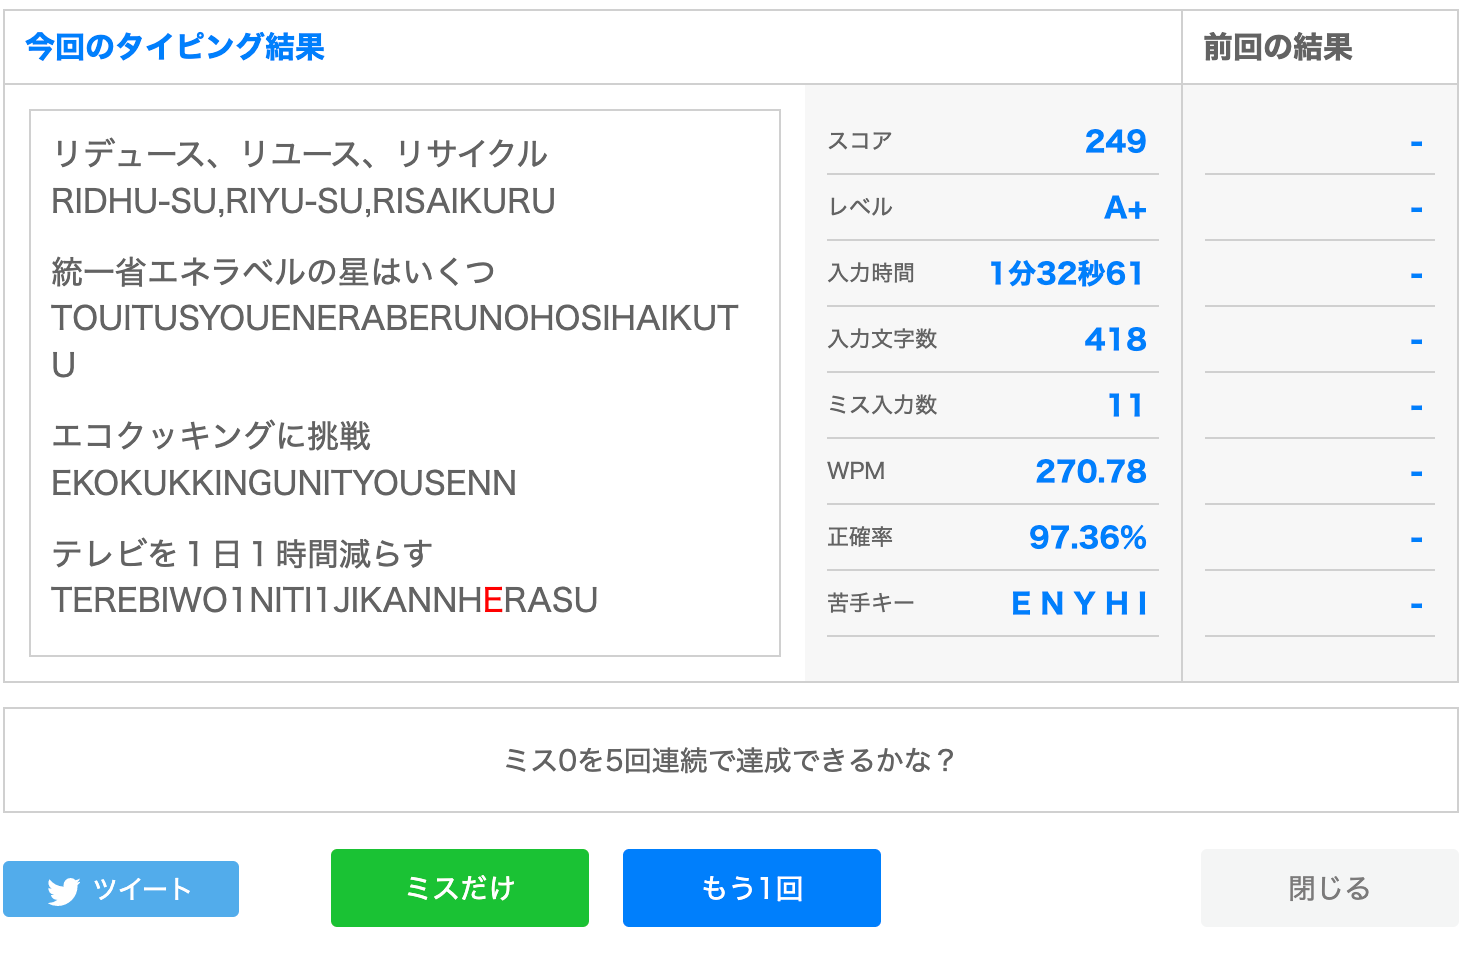 今回のタイピング結果
前回の結果
リデュース、リユース、リサイクル
RIDHU-SU,RIYU-SU,RISAIKURU
統一省エネラベルの星はいくつ
TOUITUSYOUENERABERUNOHOSIHAIKUT
U
エコクッキングに挑戦
EKOKUKKINGUNITYOUSENN
テレビを１日１時間減らす
TEREBIWO1NITI1JIKANNHERASU
スコア 249 -
レベル A+ -
入力時間 1分32秒61 -
入力文字数 418 -
ミス入力数 11 -
WPM 270.78 -
正確率 97.36% -
苦手キー E N Y H I -
ミス0を5回連続で達成できるかな？
ツイート
ミスだけ
もう1回
閉じる